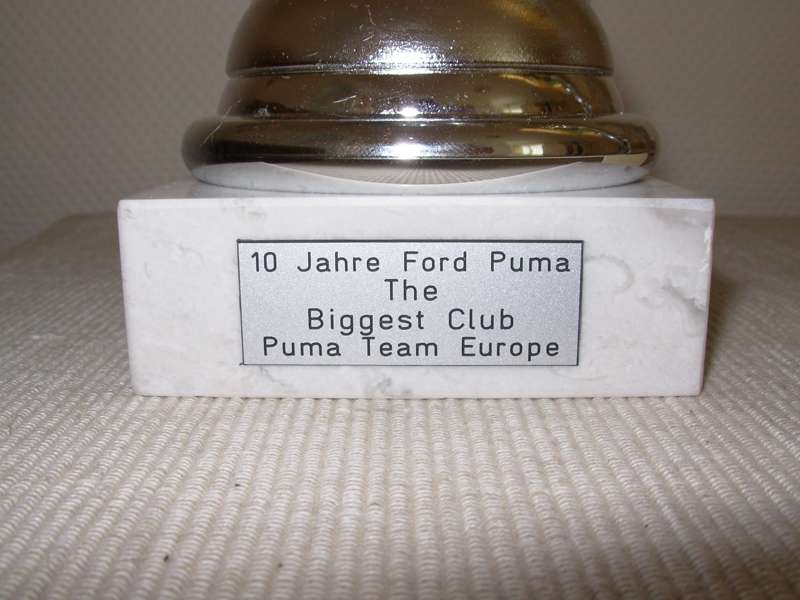 10 Jahre Ford Puma
The
Biggest Club
Puma Team Europe